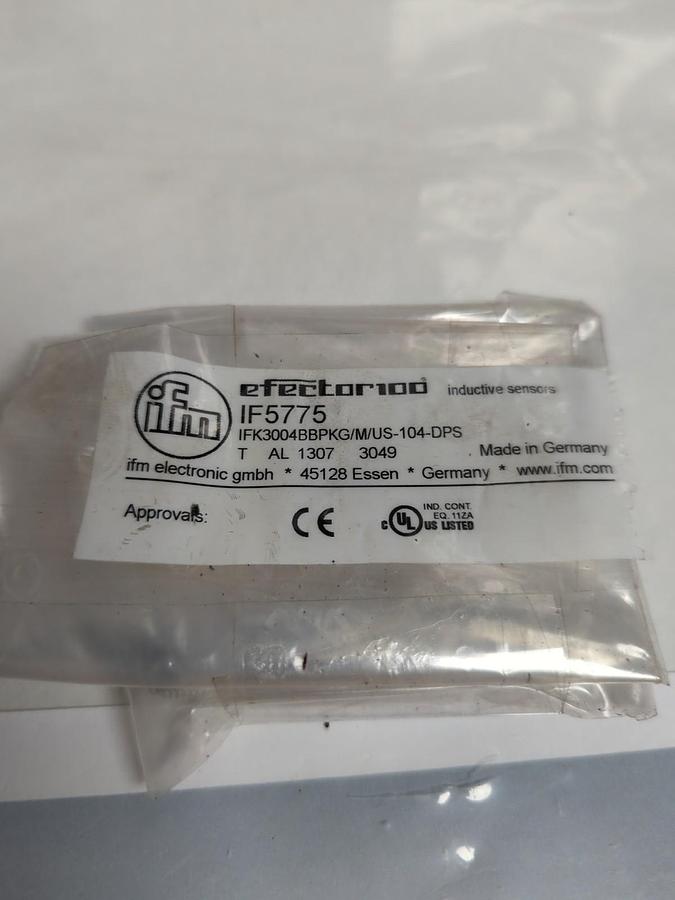 ifm
efector100® inductive sensors
IF5775
IFK3004BBPKG/M/US-104-DPS
T AL 1307 3049 Made in Germany
ifm electronic gmbh * 45128 Essen * Germany * www.ifm.com
Approvals: CE c UL US LISTED
IND. CONT.
EQ. 11ZA